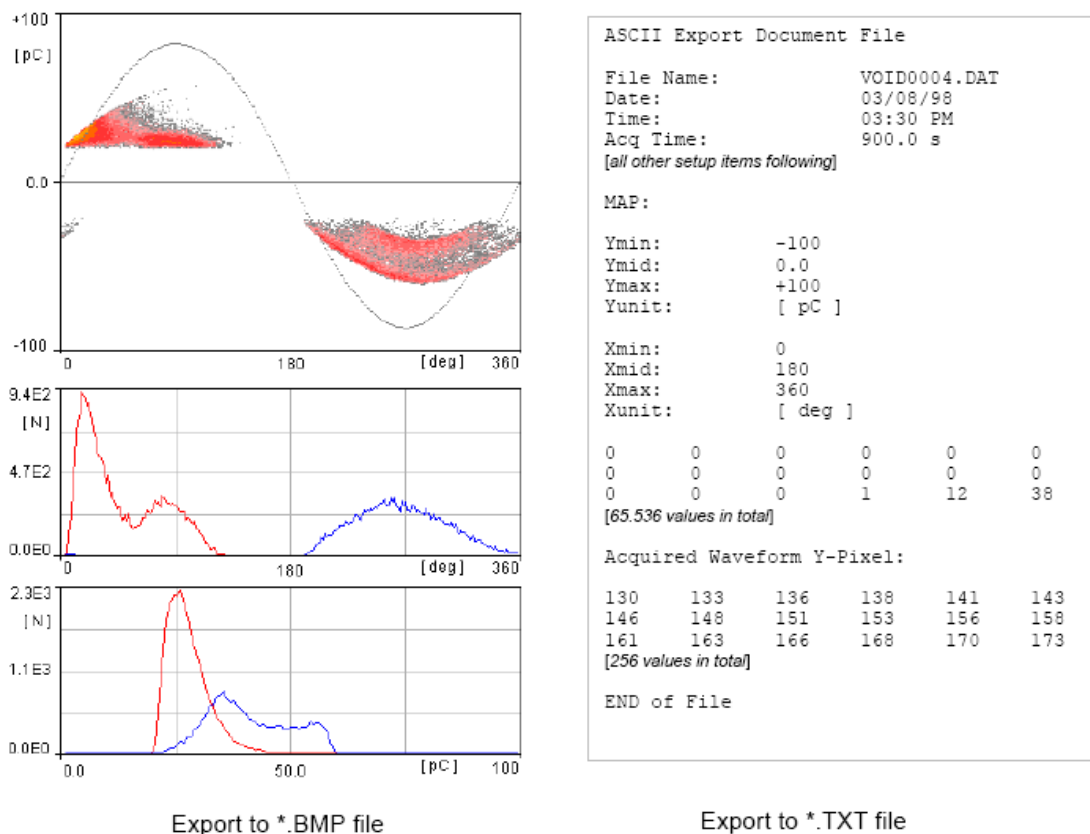 +100
[pC]
0.0
-100
0 180 [deg] 360
9.4E2
[N]
4.7E2
0.0E0
0 180 [deg] 360
2.3E3
[N]
1.1E3
0.0E0
0.0 50.0 [pC] 100
Export to *.BMP file
ASCII Export Document File
File Name: VOID0004.DAT
Date: 03/08/98
Time: 03:30 PM
Acq Time: 900.0 s
[all other setup items following]
MAP:
Ymin: -100
Ymid: 0.0
Ymax: +100
Yunit: [ pC ]
Xmin: 0
Xmid: 180
Xmax: 360
Xunit: [ deg ]
0 0 0 0 0 0
0 0 0 0 0 0
0 0 0 1 12 38
[65.536 values in total]
Acquired Waveform Y-Pixel:
130 133 136 138 141 143
146 148 151 153 156 158
161 163 166 168 170 173
[256 values in total]
END of File
Export to *.TXT file